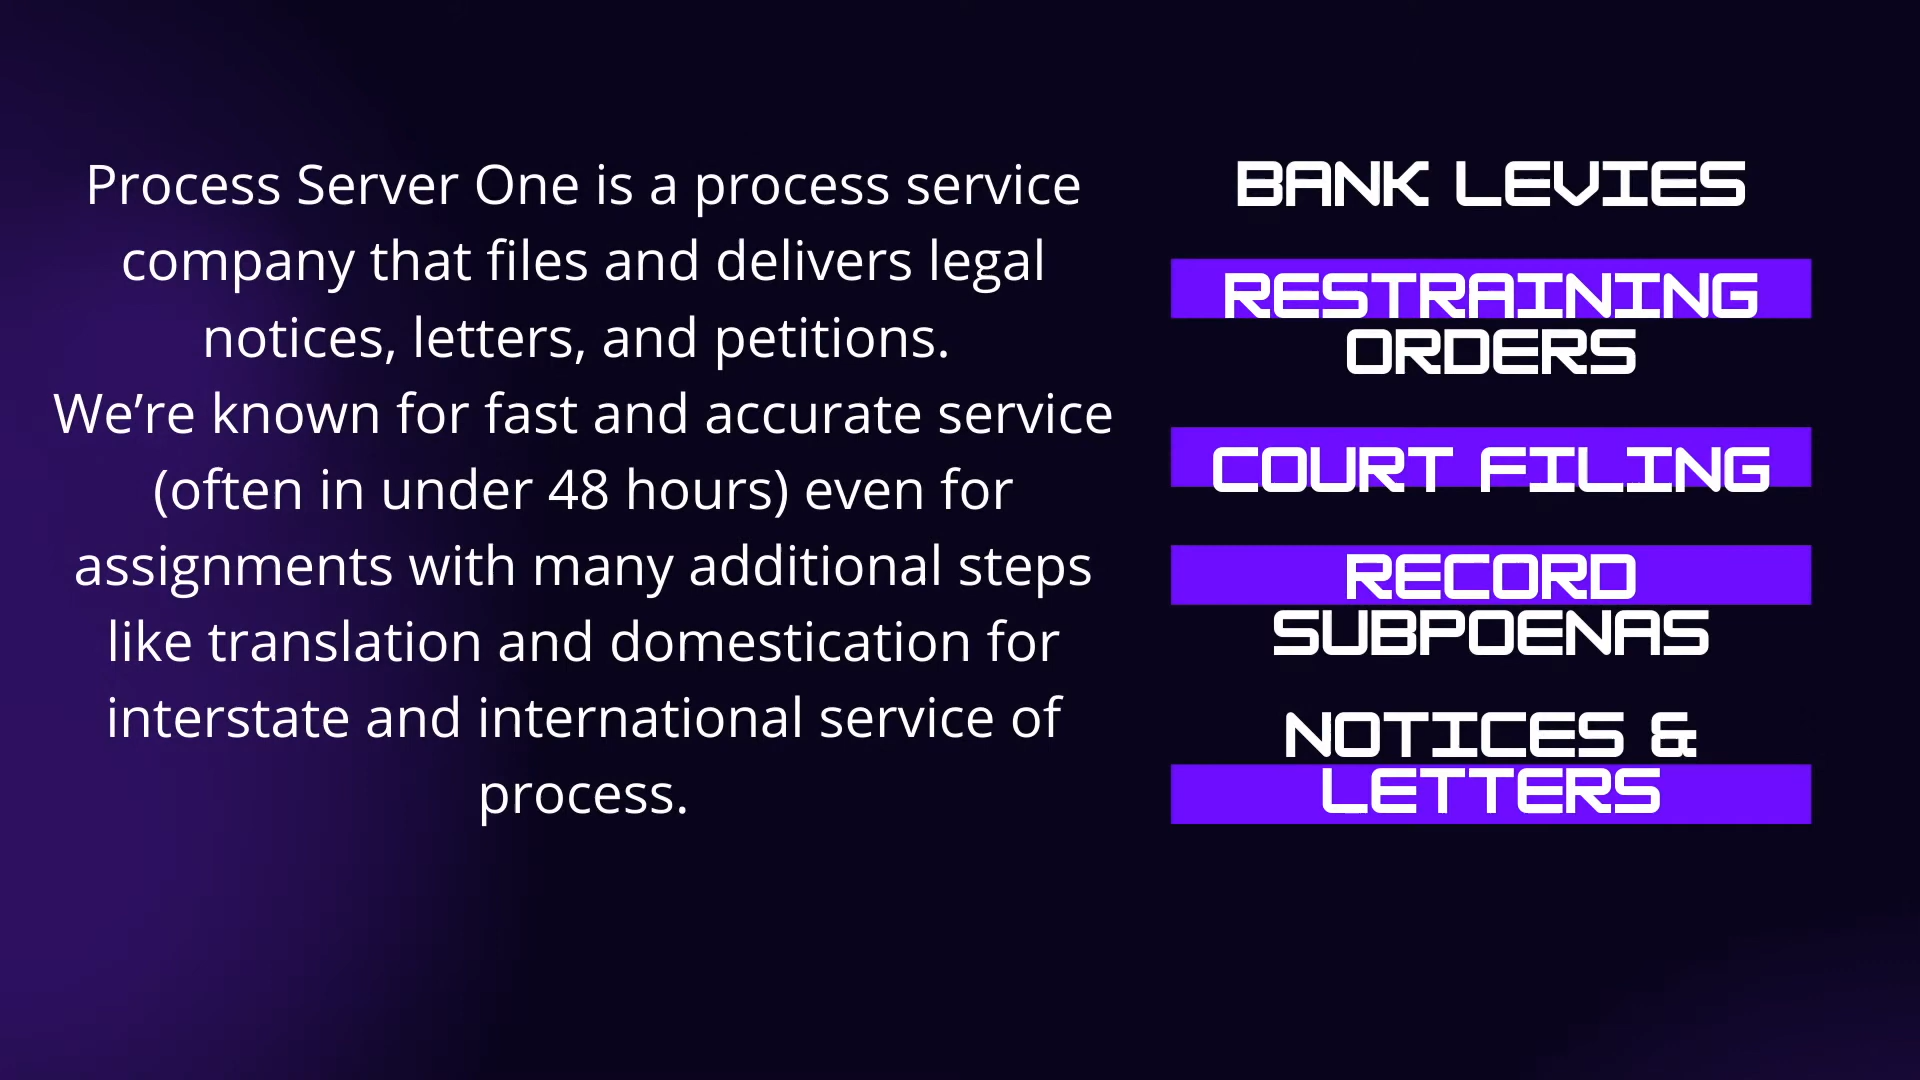 Process Server One is a process service
company that files and delivers legal
notices, letters, and petitions.
We’re known for fast and accurate service
(often in under 48 hours) even for
assignments with many additional steps
like translation and domestication for
interstate and international service of
process.
BANK LEVIES
RESTRAINING
ORDERS
COURT FILING
RECORD
SUBPOENAS
NOTICES &
LETTERS